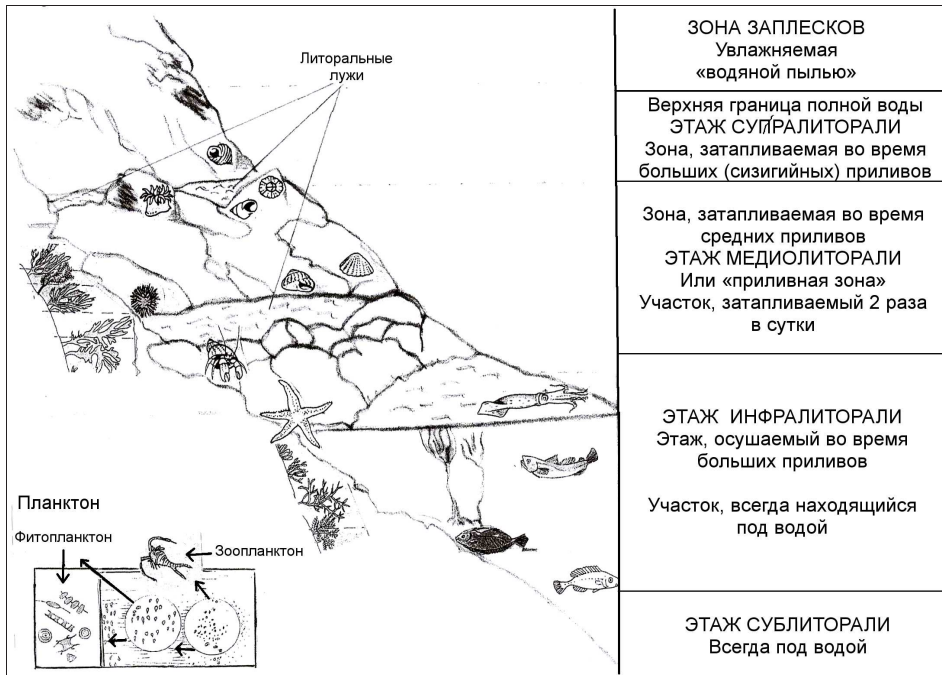 Литоральные
лужи
Планктон
Фитопланктон
Зоопланктон
ЗОНА ЗАПЛЕСКОВ
Увлажняемая
«водяной пылью»
Верхняя граница полной воды
ЭТАЖ СУПРАЛИТОРАЛИ
Зона, затапливаемая во время
больших (сизигийных) приливов
Зона, затапливаемая во время
средних приливов
ЭТАЖ МЕДИОЛИТОРАЛИ
Или «приливная зона»
Участок, затапливаемый 2 раза
в сутки
ЭТАЖ ИНФРАЛИТОРАЛИ
Этаж, осушаемый во время
больших приливов
Участок, всегда находящийся
под водой
ЭТАЖ СУБЛИТОРАЛИ
Всегда под водой